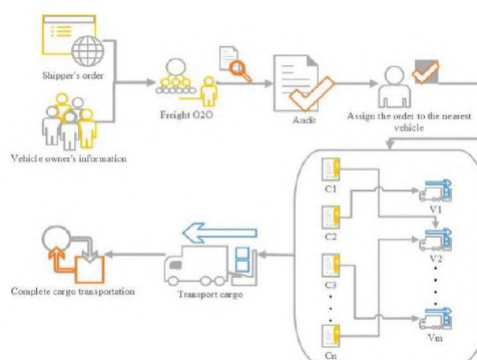 Shipper's order
Vehicle owner's information
Freight O2O
Audit
Assign the order to the nearest
vehicle
C1
C2
C3
Cn
V1
V2
Vm
Transport cargo
Complete cargo transportation